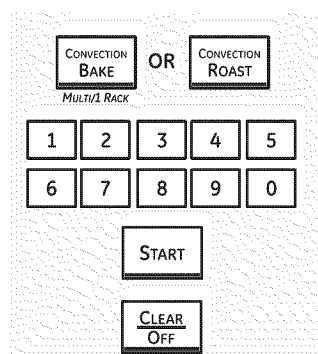 CONVECTION
BAKE
OR
CONVECTION
ROAST
MULTI/1 RACK
1 2 3 4 5
6 7 8 9 0
START
CLEAR
OFF